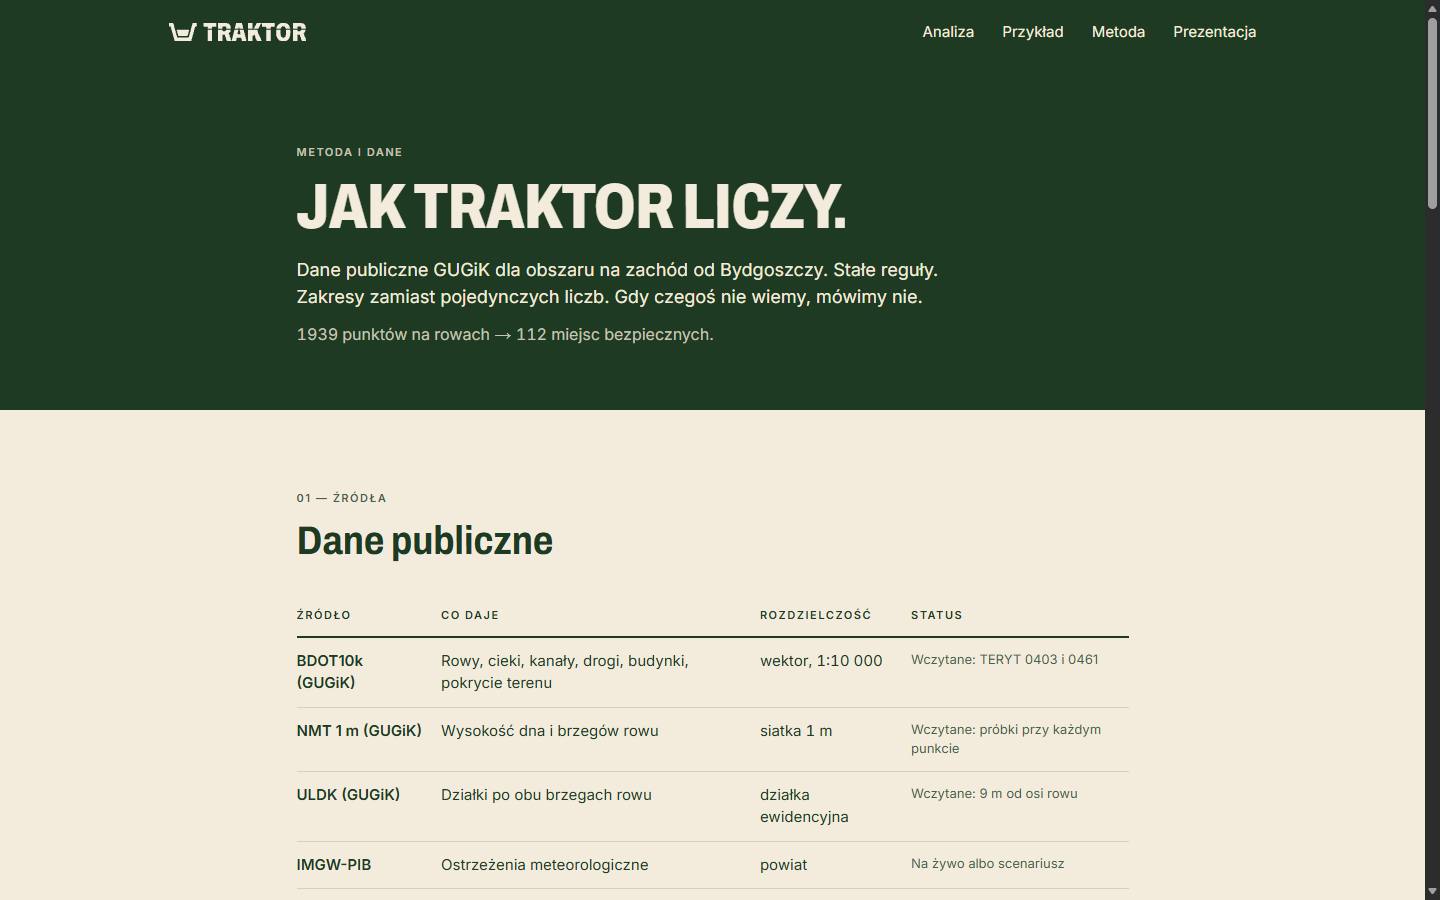 TRAKTOR
Analiza Przykład Metoda Prezentacja
METODA I DANE
JAK TRAKTOR LICZY.
Dane publiczne GUGiK dla obszaru na zachód od Bydgoszczy. Stałe reguły.
Zakresy zamiast pojedynczych liczb. Gdy czegoś nie wiemy, mówimy nie.
1939 punktów na rowach → 112 miejsc bezpiecznych.
01 — ŹRÓDŁA
Dane publiczne
ŹRÓDŁO CO DAJE ROZDZIELCZOŚĆ STATUS
BDOT10k Rowy, cieki, kanały, drogi, budynki, wektor, 1:10 000 Wczytane: TERYT 0403 i 0461
(GUGiK) pokrycie terenu
NMT 1 m (GUGiK) Wysokość dna i brzegów rowu siatka 1 m Wczytane: próbki przy każdym
punkcie
ULDK (GUGiK) Działki po obu brzegach rowu działka Wczytane: 9 m od osi rowu
ewidencyjna
IMGW-PIB Ostrzeżenia meteorologiczne powiat Na żywo albo scenariusz